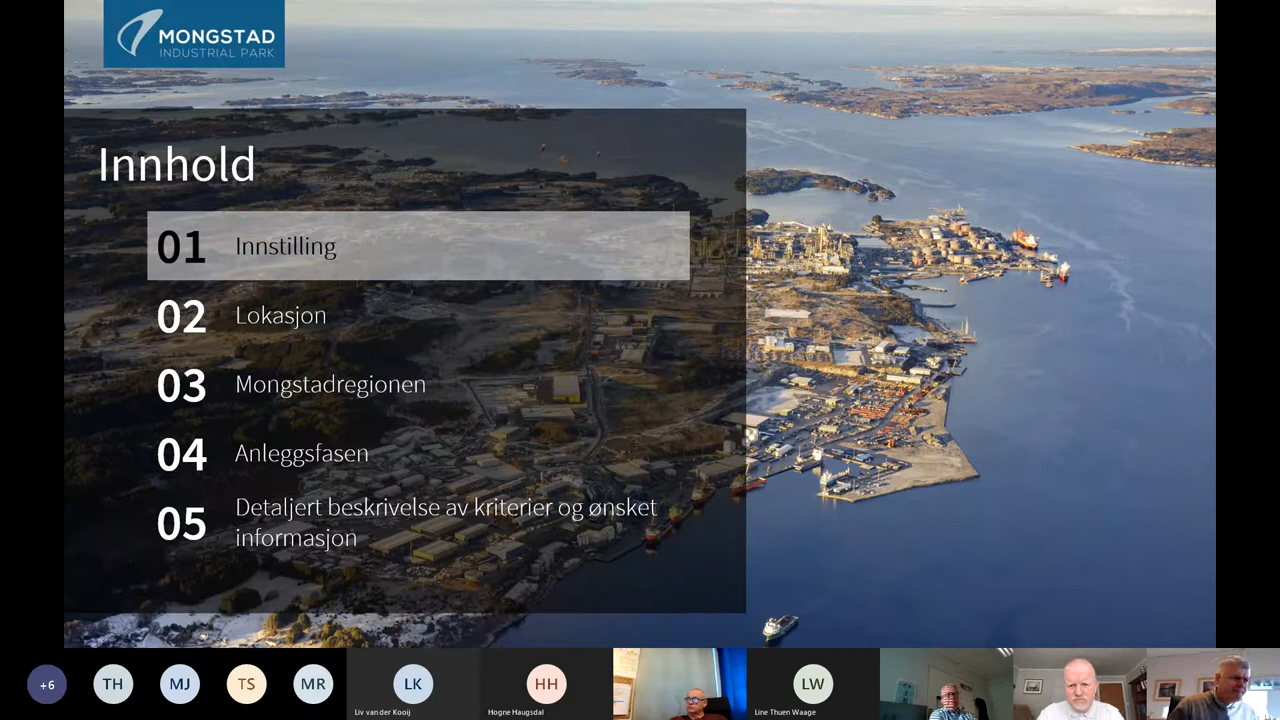 MONGSTAD
INDUSTRIAL PARK
Innhold
01 Innstilling
02 Lokasjon
03 Mongstadregionen
04 Anleggsfasen
05 Detaljert beskrivelse av kriterier og ønsket
informasjon
+6 TH MJ TS MR LK HH LW
Liv van der Kooij Hogne Haugsdal Line Thuen Waage